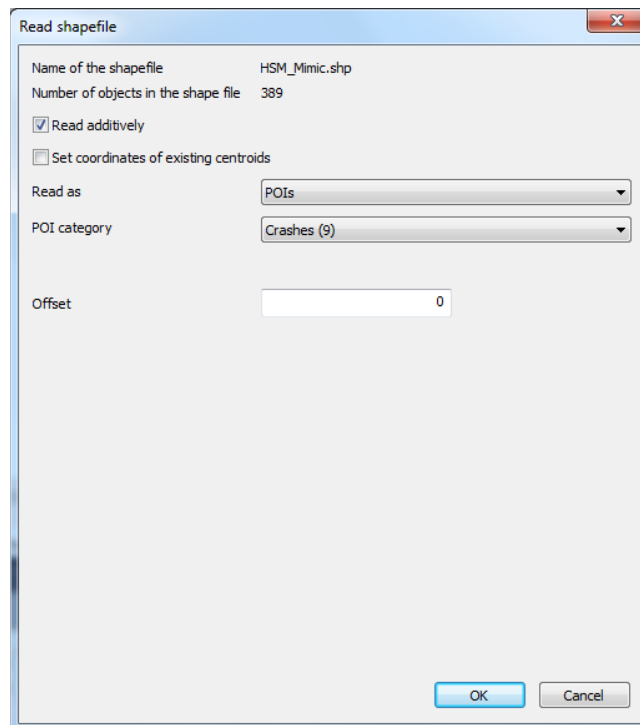 Read shapefile
Name of the shapefile HSM_Mimic.shp
Number of objects in the shape file 389
Read additively
Set coordinates of existing centroids
Read as POIs
POI category Crashes (9)
Offset 0
OK Cancel